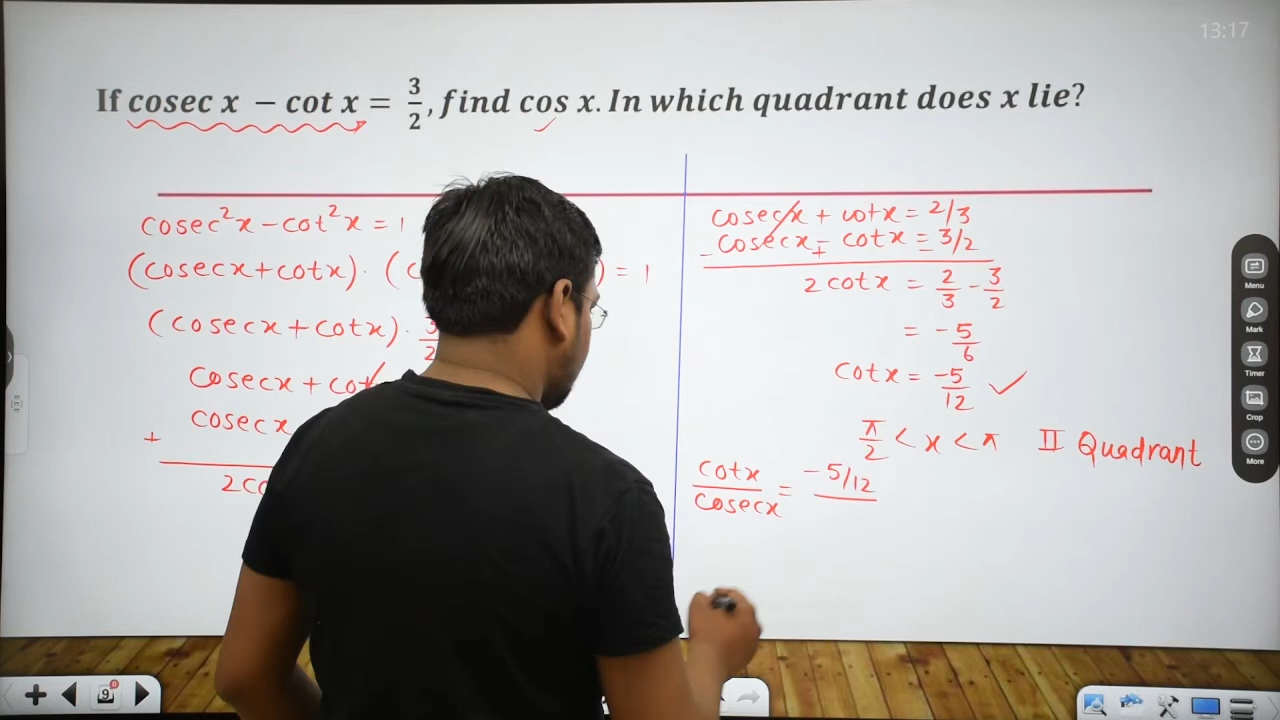 13:17
If cosec x − cot x = 3/2, find cos x. In which quadrant does x lie?
cosec²x − cot²x = 1
(cosecx + cotx) · (c ) = 1
(cosecx + cotx) · 3/2
cosecx + cot
cosecx
+
2co
cosecx + cotx = 2/3
- cosecx -+ cotx = 3/2
2 cotx = 2/3 - 3/2
= -5/6
cotx = -5/12 ✓
π/2 < x < π II Quadrant
cotx/cosecx = -5/12
Menu
Mark
Timer
Crop
More
9